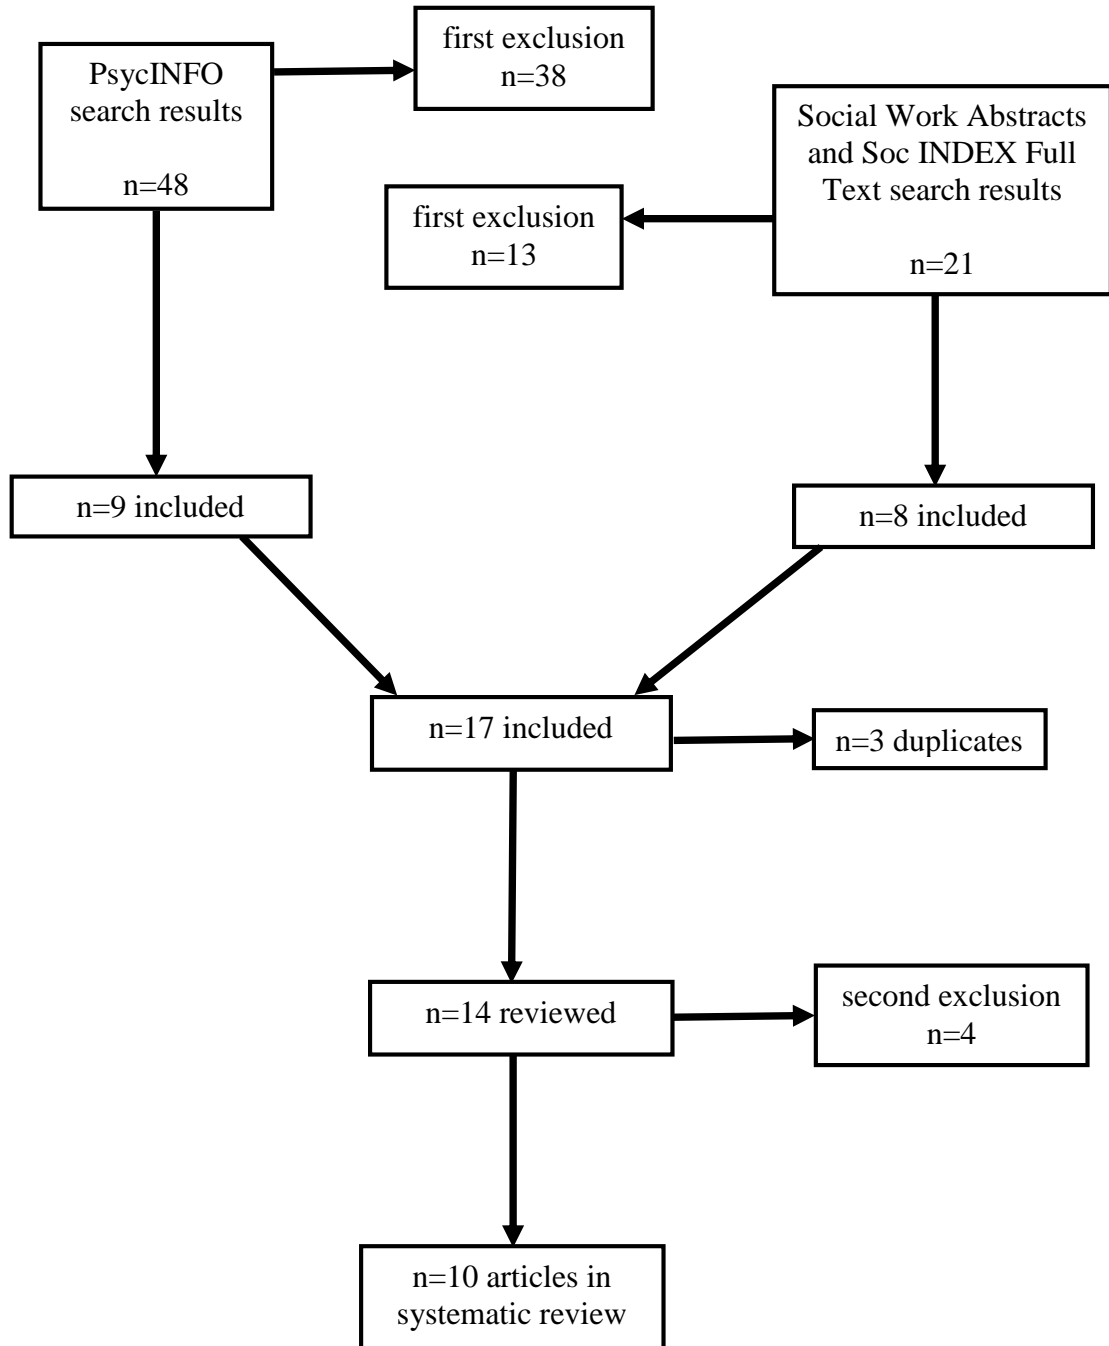 first exclusion
n=38
PsycINFO
search results
n=48
Social Work Abstracts
and Soc INDEX Full
Text search results
n=21
first exclusion
n=13
n=9 included
n=8 included
n=17 included
n=3 duplicates
n=14 reviewed
second exclusion
n=4
n=10 articles in
systematic review